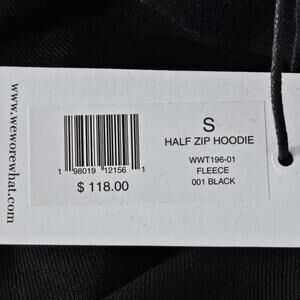 www.weworewhat.com
1 98019 12156 1
$ 118.00
S
HALF ZIP HOODIE
WWT196-01
FLEECE
001 BLACK